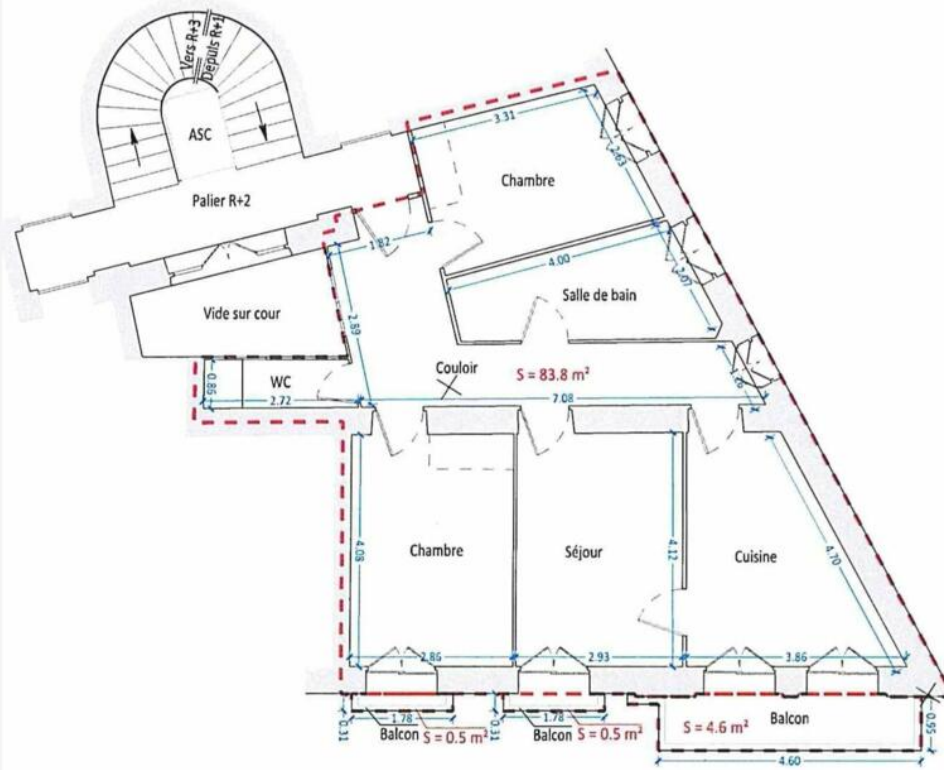 Vers R+3
Depuis R+1
ASC
Palier R+2
3.31
2.63
Chambre
1.82
4.00
2.07
Salle de bain
Vide sur cour
2.89
Couloir
S = 83.8 m²
1.26
0.86
WC
2.72
7.08
4.08
Chambre
Séjour
4.12
Cuisine
4.70
2.86
2.93
3.86
0.31
1.78
Balcon
S = 0.5 m²
0.31
1.78
Balcon
S = 0.5 m²
S = 4.6 m²
Balcon
0.95
4.60